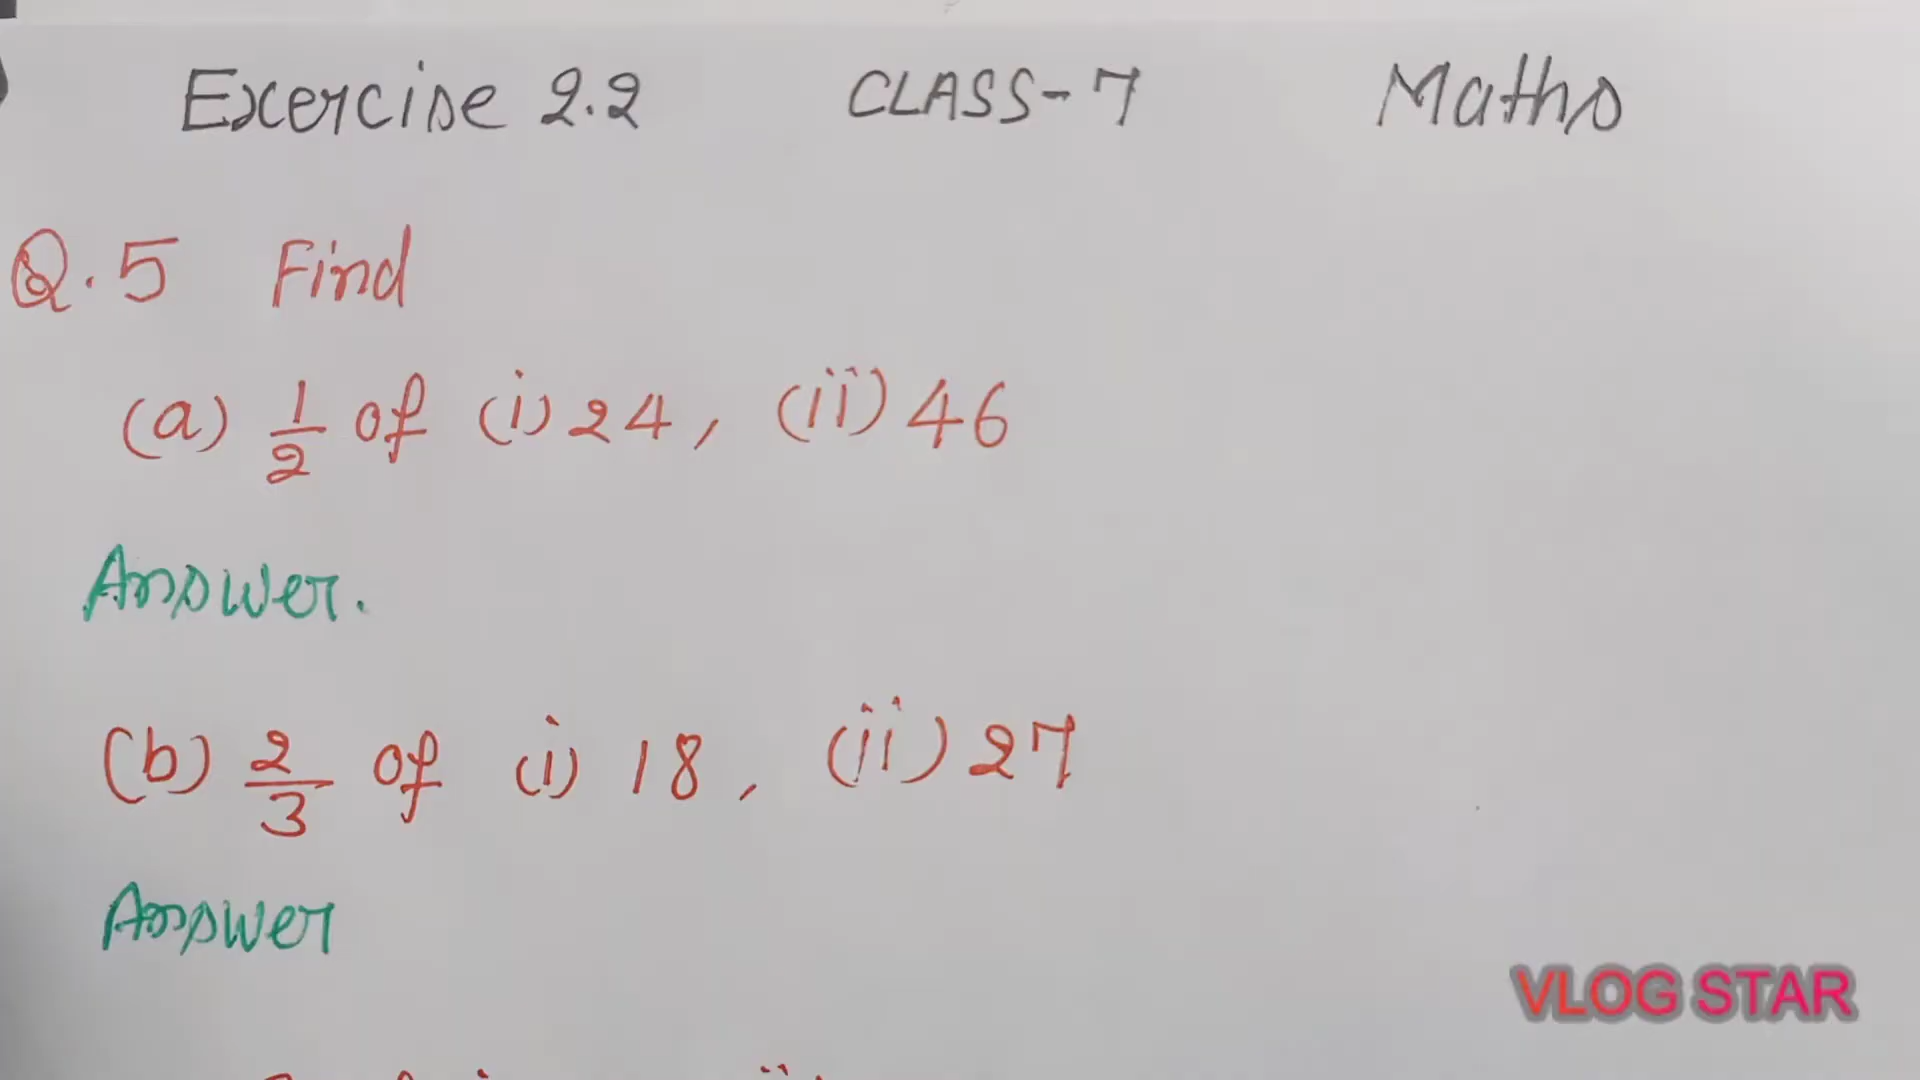 Exercise 2.2 CLASS-7 Maths
Q.5 Find
(a) 1/2 of (i) 24, (ii) 46
Answer.
(b) 2/3 of (i) 18, (ii) 27
Answer
VLOG STAR